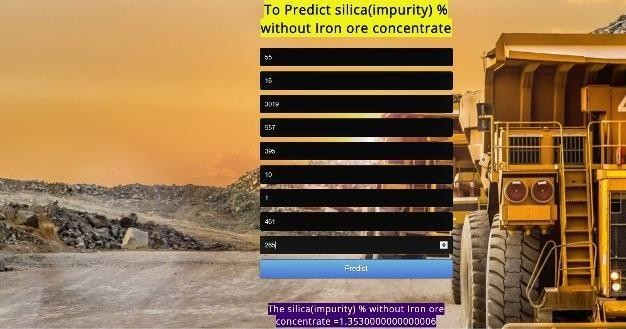 To Predict silica(impurity) %
without Iron ore concentrate
55
16
3019
557
395
10
1
451
265
Predict
The silica(impurity) % without Iron ore
concentrate =1.3530000000000006